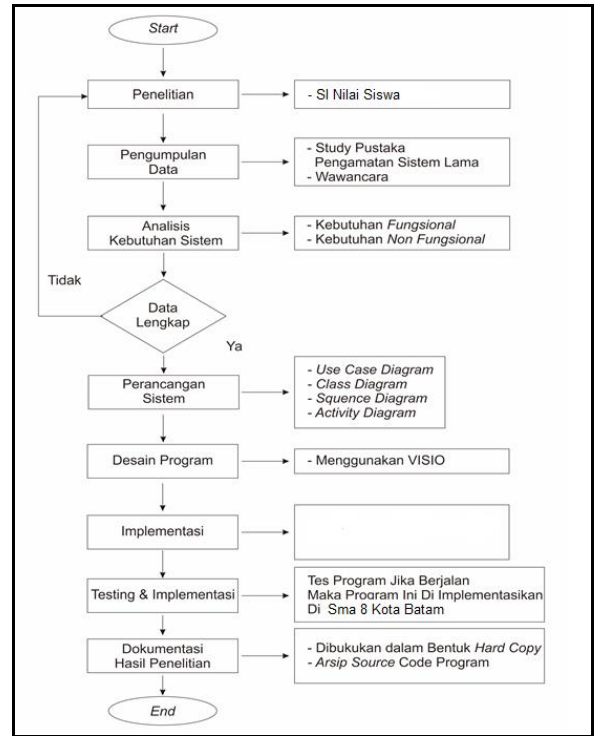 Start
Penelitian
- SI Nilai Siswa
Pengumpulan
Data
- Study Pustaka
Pengamatan Sistem Lama
- Wawancara
Analisis
Kebutuhan Sistem
- Kebutuhan Fungsional
- Kebutuhan Non Fungsional
Tidak
Data
Lengkap
Ya
Perancangan
Sistem
- Use Case Diagram
- Class Diagram
- Squence Diagram
- Activity Diagram
Desain Program
- Menggunakan VISIO
Implementasi
Testing & Implementasi
Tes Program Jika Berjalan
Maka Program Ini Di Implementasikan
Di Sma 8 Kota Batam
Dokumentasi
Hasil Penelitian
- Dibukukan dalam Bentuk Hard Copy
- Arsip Source Code Program
End